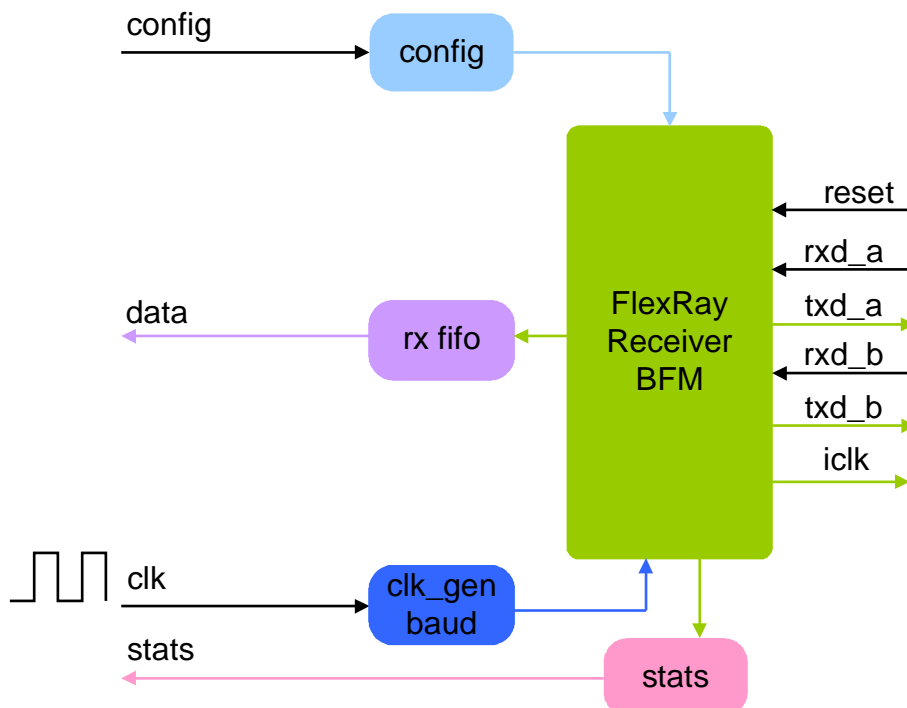 config
config
reset
rxd_a
data
rx fifo
FlexRay
Receiver
BFM
txd_a
rxd_b
txd_b
iclk
clk
clk_gen
baud
stats
stats